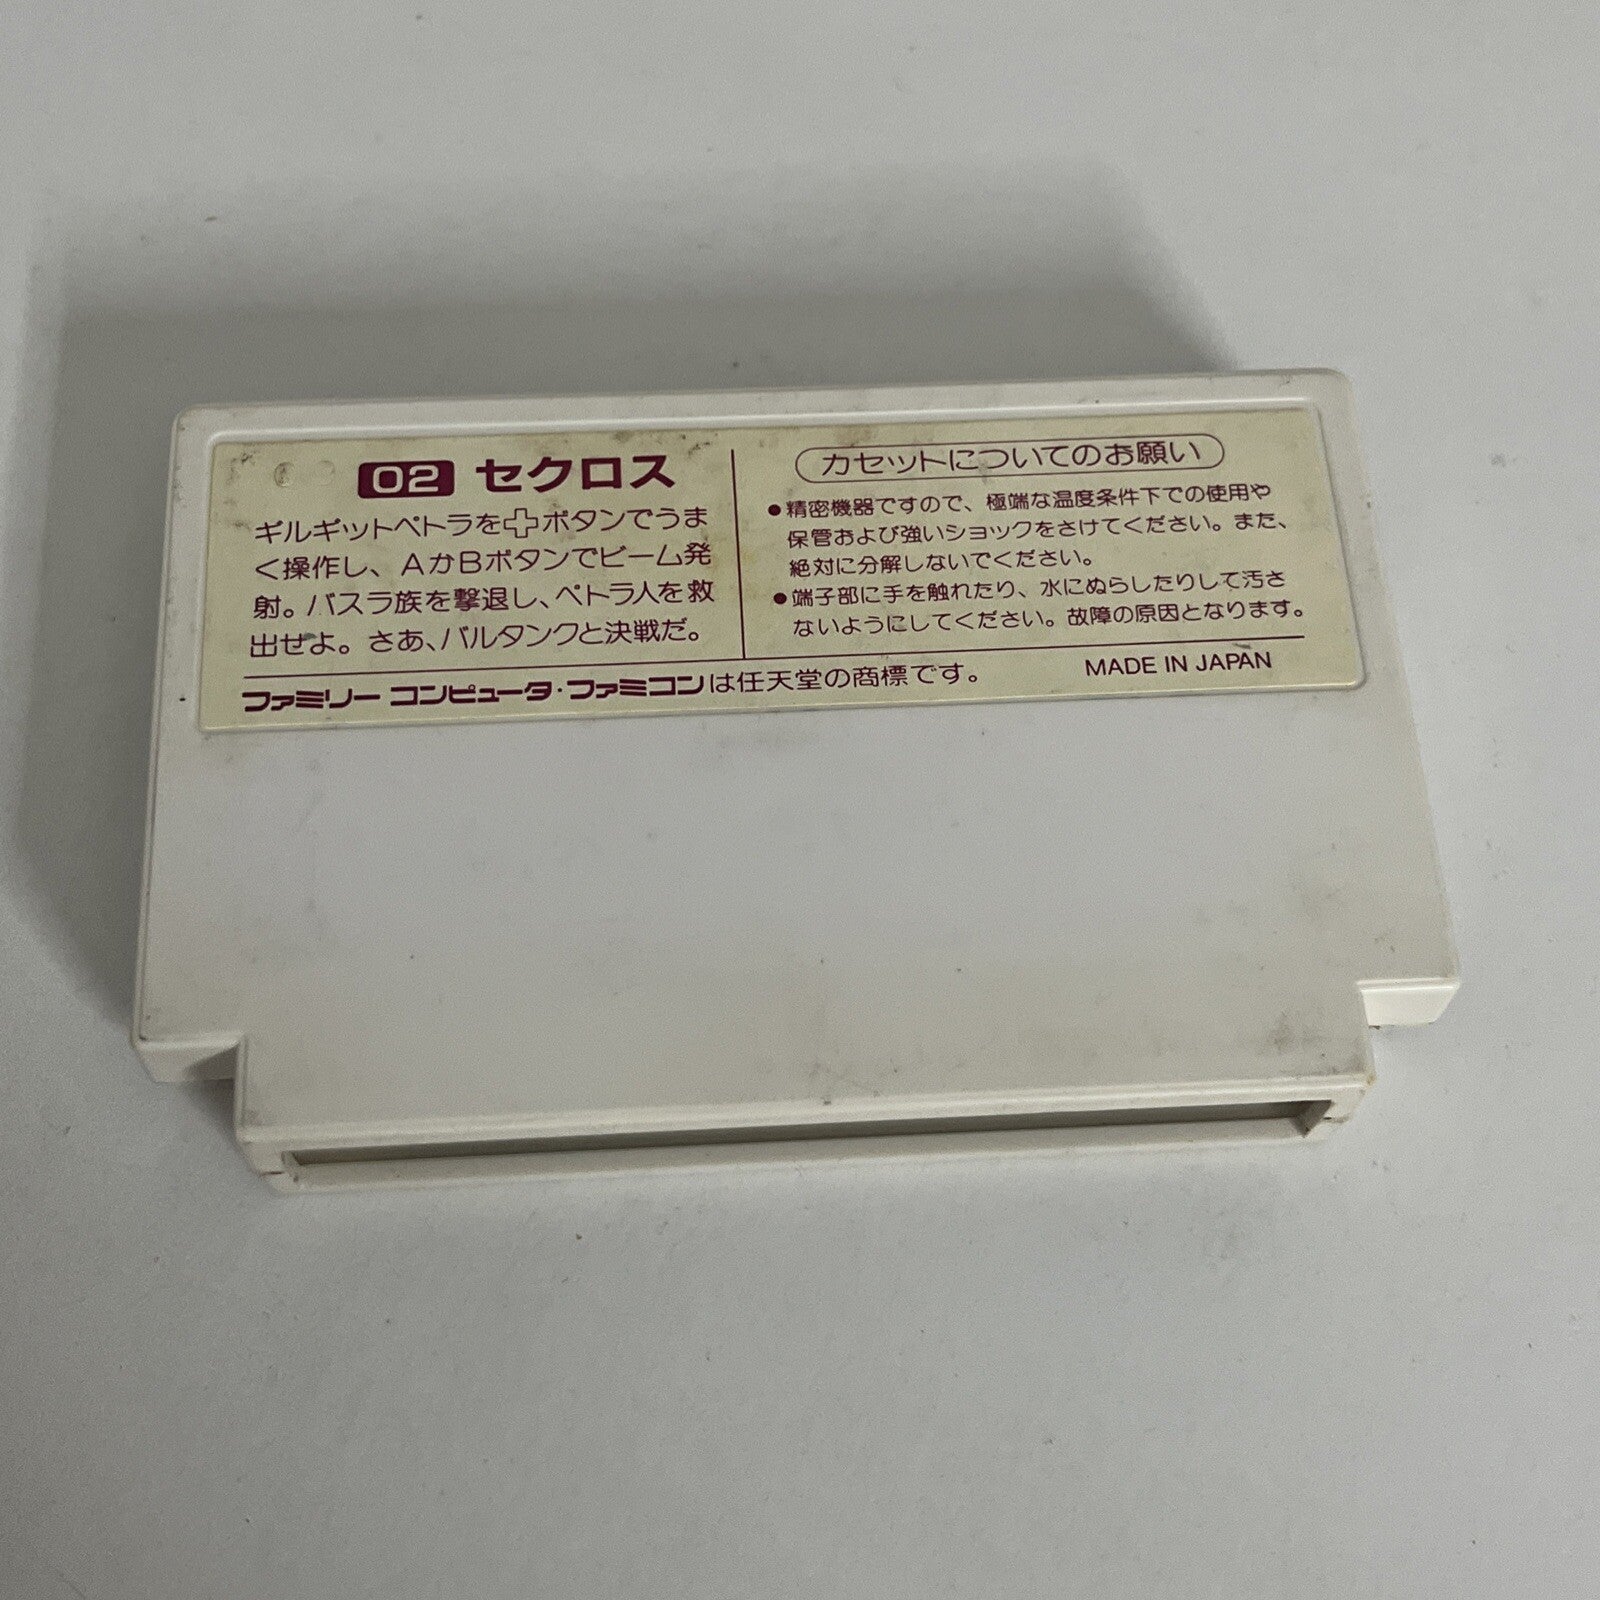 02 セクロス
ギルギットペトラを✚ボタンでうま
く操作し、AかBボタンでビーム発
射。バスラ族を撃退し、ペトラ人を救
出せよ。さあ、バルタンクと決戦だ。
カセットについてのお願い
●精密機器ですので、極端な温度条件下での使用や
保管および強いショックをさけてください。また、
絶対に分解しないでください。
●端子部に手を触れたり、水にぬらしたりして汚さ
ないようにしてください。故障の原因となります。
ファミリーコンピュータ・ファミコンは任天堂の商標です。
MADE IN JAPAN